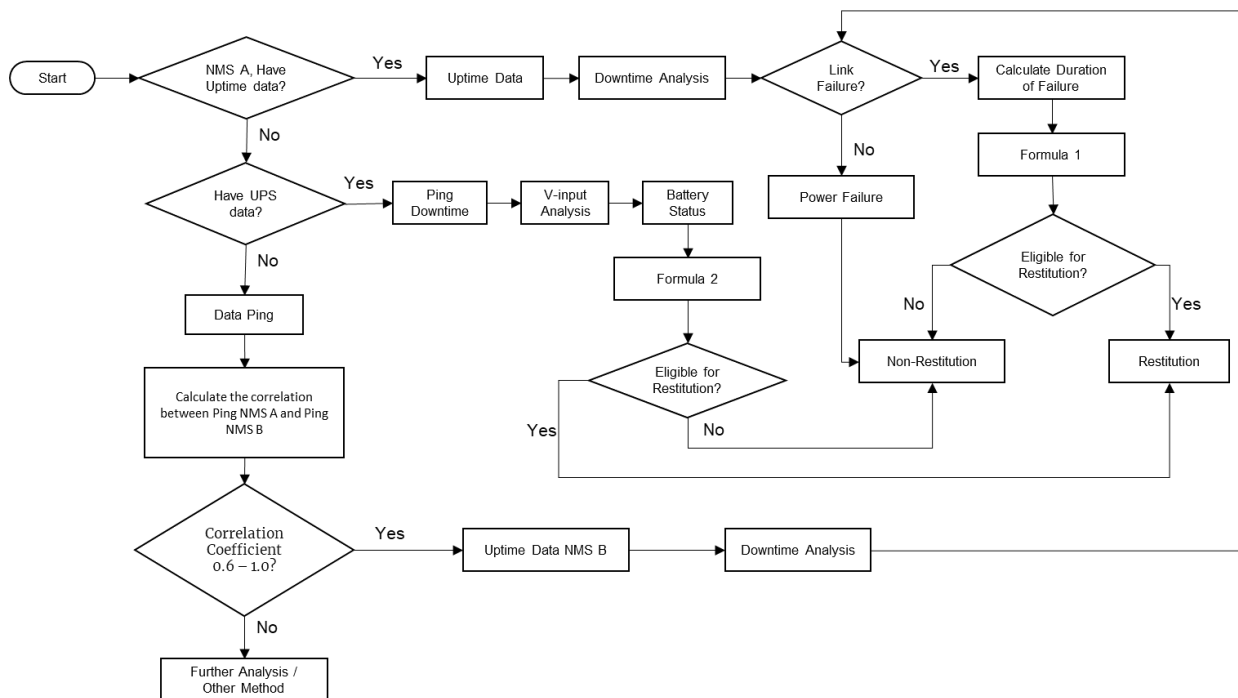 Start
NMS A, Have
Uptime data?
Yes
Uptime Data
Downtime Analysis
Link
Failure?
Yes
Calculate Duration
of Failure
No
No
Formula 1
Have UPS
data?
Yes
Ping
Downtime
V-input
Analysis
Battery
Status
Power Failure
No
Formula 2
Eligible for
Restitution?
No
Yes
Data Ping
Eligible for
Restitution?
Non-Restitution
Restitution
Calculate the correlation
between Ping NMS A and Ping
NMS B
Yes
No
Correlation
Coefficient
0.6 – 1.0?
Yes
Uptime Data NMS B
Downtime Analysis
No
Further Analysis /
Other Method